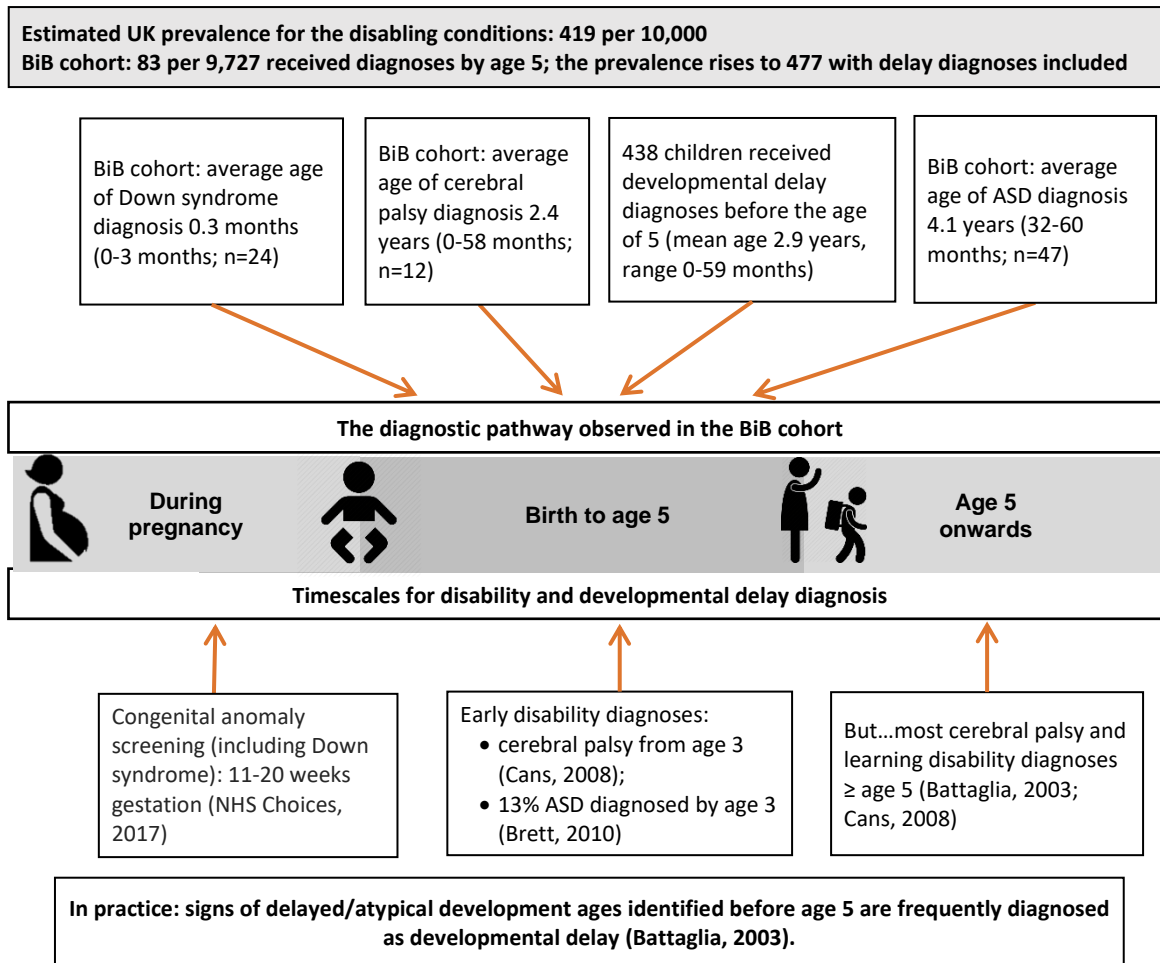 Estimated UK prevalence for the disabling conditions: 419 per 10,000
BiB cohort: 83 per 9,727 received diagnoses by age 5; the prevalence rises to 477 with delay diagnoses included
BiB cohort: average age
of Down syndrome
diagnosis 0.3 months
(0-3 months; n=24)
BiB cohort: average
age of cerebral
palsy diagnosis 2.4
years (0-58 months;
n=12)
438 children received
developmental delay
diagnoses before the age
of 5 (mean age 2.9 years,
range 0-59 months)
BiB cohort: average
age of ASD diagnosis
4.1 years (32-60
months; n=47)
The diagnostic pathway observed in the BiB cohort
During
pregnancy
Birth to age 5
Age 5
onwards
Timescales for disability and developmental delay diagnosis
Congenital anomaly
screening (including Down
syndrome): 11-20 weeks
gestation (NHS Choices,
2017)
Early disability diagnoses:
• cerebral palsy from age 3
(Cans, 2008);
• 13% ASD diagnosed by age 3
(Brett, 2010)
But...most cerebral palsy and
learning disability diagnoses
≥ age 5 (Battaglia, 2003;
Cans, 2008)
In practice: signs of delayed/atypical development ages identified before age 5 are frequently diagnosed
as developmental delay (Battaglia, 2003).